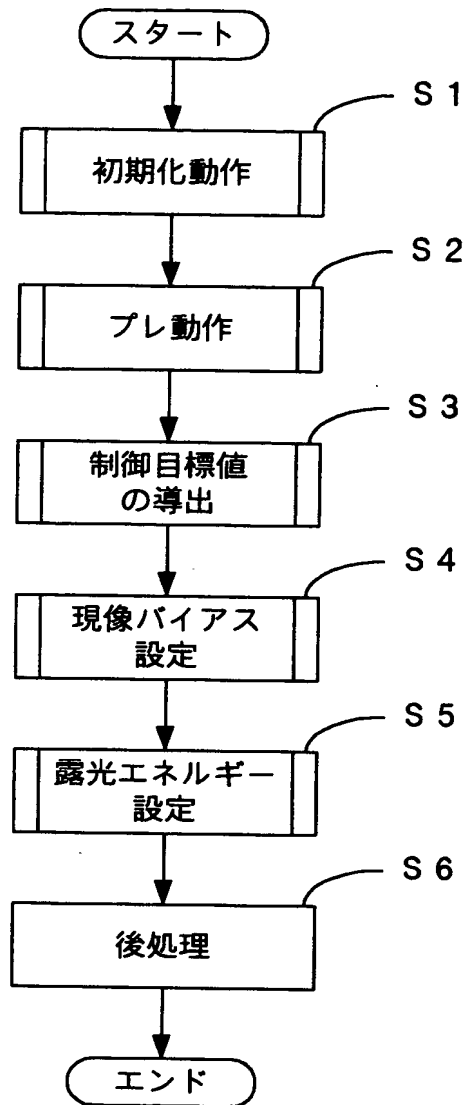 スタート
S 1
初期化動作
S 2
プレ動作
S 3
制御目標値
の導出
S 4
現像バイアス
設定
S 5
露光エネルギー
設定
S 6
後処理
エンド